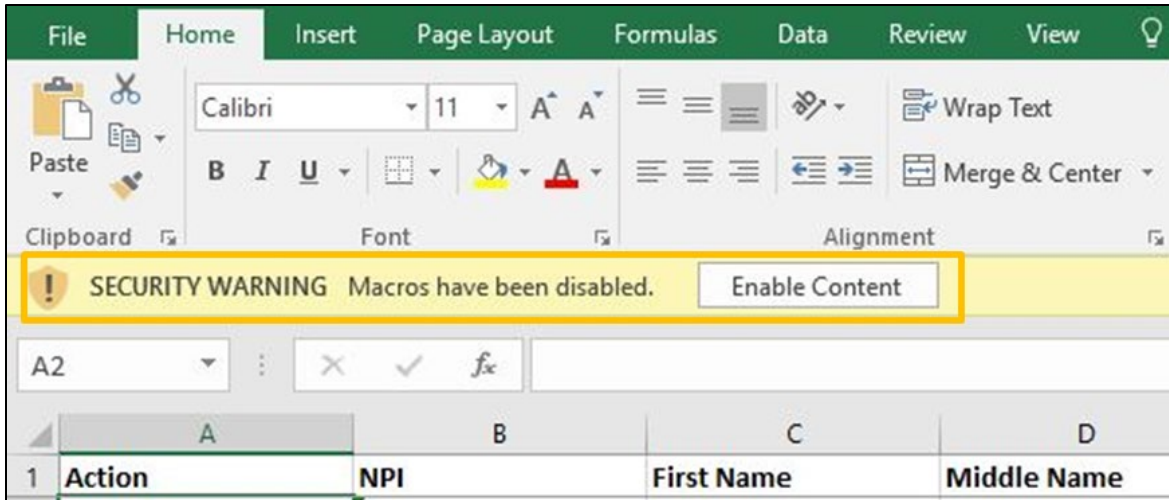 File Home Insert Page Layout Formulas Data Review View
Calibri 11 A A Wrap Text
Paste B I U A Merge & Center
Clipboard Font Alignment
SECURITY WARNING Macros have been disabled. Enable Content
A2 fx
A B C D
1 Action NPI First Name Middle Name